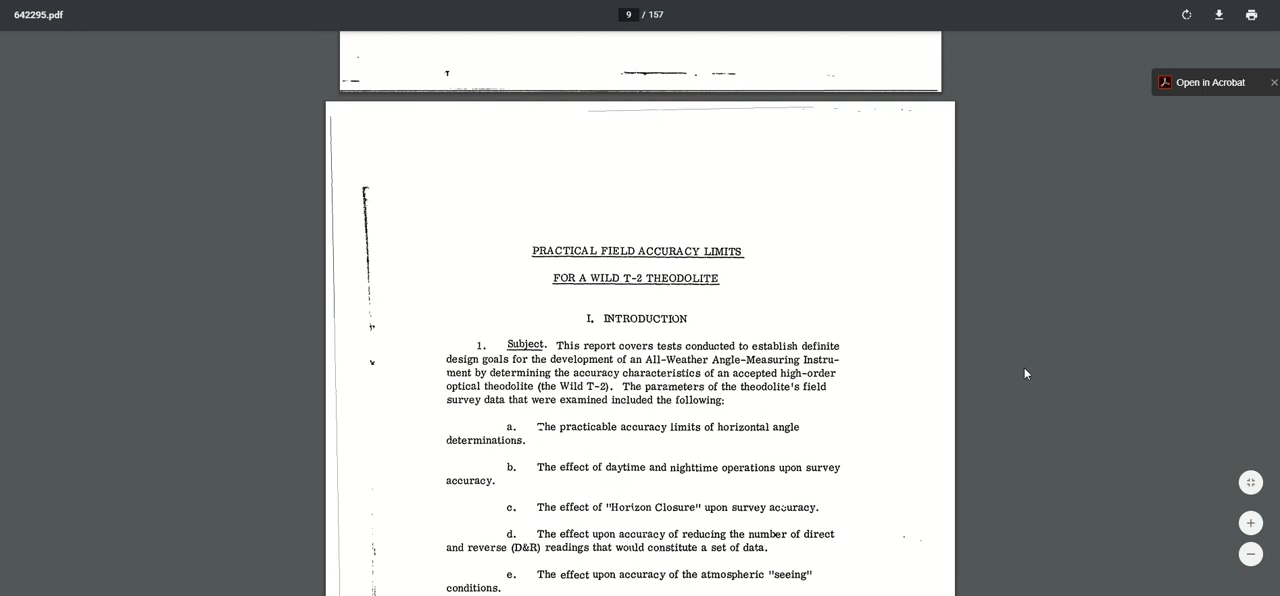 642295.pdf
9 / 157
Open in Acrobat
PRACTICAL FIELD ACCURACY LIMITS
FOR A WILD T-2 THEODOLITE
I. INTRODUCTION
1. Subject. This report covers tests conducted to establish definite
design goals for the development of an All-Weather Angle-Measuring Instru-
ment by determining the accuracy characteristics of an accepted high-order
optical theodolite (the Wild T-2). The parameters of the theodolite's field
survey data that were examined included the following:
a. The practicable accuracy limits of horizontal angle
determinations.
b. The effect of daytime and nighttime operations upon survey
accuracy.
c. The effect of "Horizon Closure" upon survey accuracy.
d. The effect upon accuracy of reducing the number of direct
and reverse (D&R) readings that would constitute a set of data.
e. The effect upon accuracy of the atmospheric "seeing"
conditions.